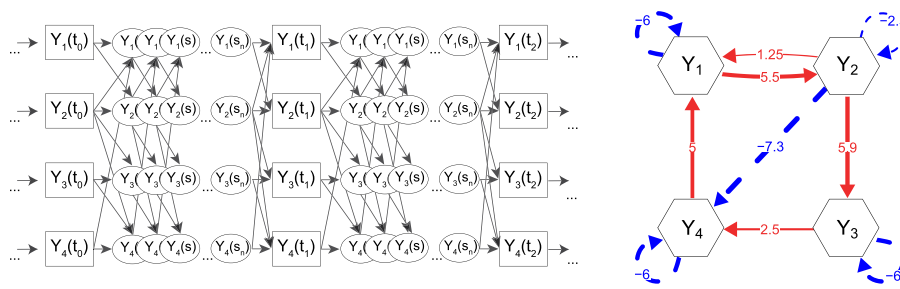 ... Y₁(t₀) Y₁( Y₁( Y₁(s) ... Y₁(sₙ) Y₁(t₁) Y₁( Y₁( Y₁(s) ... Y₁(sₙ) Y₁(t₂) ...
... Y₂(t₀) Y₂( Y₂( Y₂(s) ... Y₂(sₙ) Y₂(t₁) Y₂( Y₂( Y₂(s) ... Y₂(sₙ) Y₂(t₂) ...
... Y₃(t₀) Y₃( Y₃( Y₃(s) ... Y₃(sₙ) Y₃(t₁) Y₃( Y₃( Y₃(s) ... Y₃(sₙ) Y₃(t₂) ...
... Y₄(t₀) Y₄( Y₄( Y₄(s) ... Y₄(sₙ) Y₄(t₁) Y₄( Y₄( Y₄(s) ... Y₄(sₙ) Y₄(t₂) ...
−6 −2.
Y₁ 1.25 Y₂
5.5
5 −7.3 5.9
Y₄ 2.5 Y₃
−6 −6